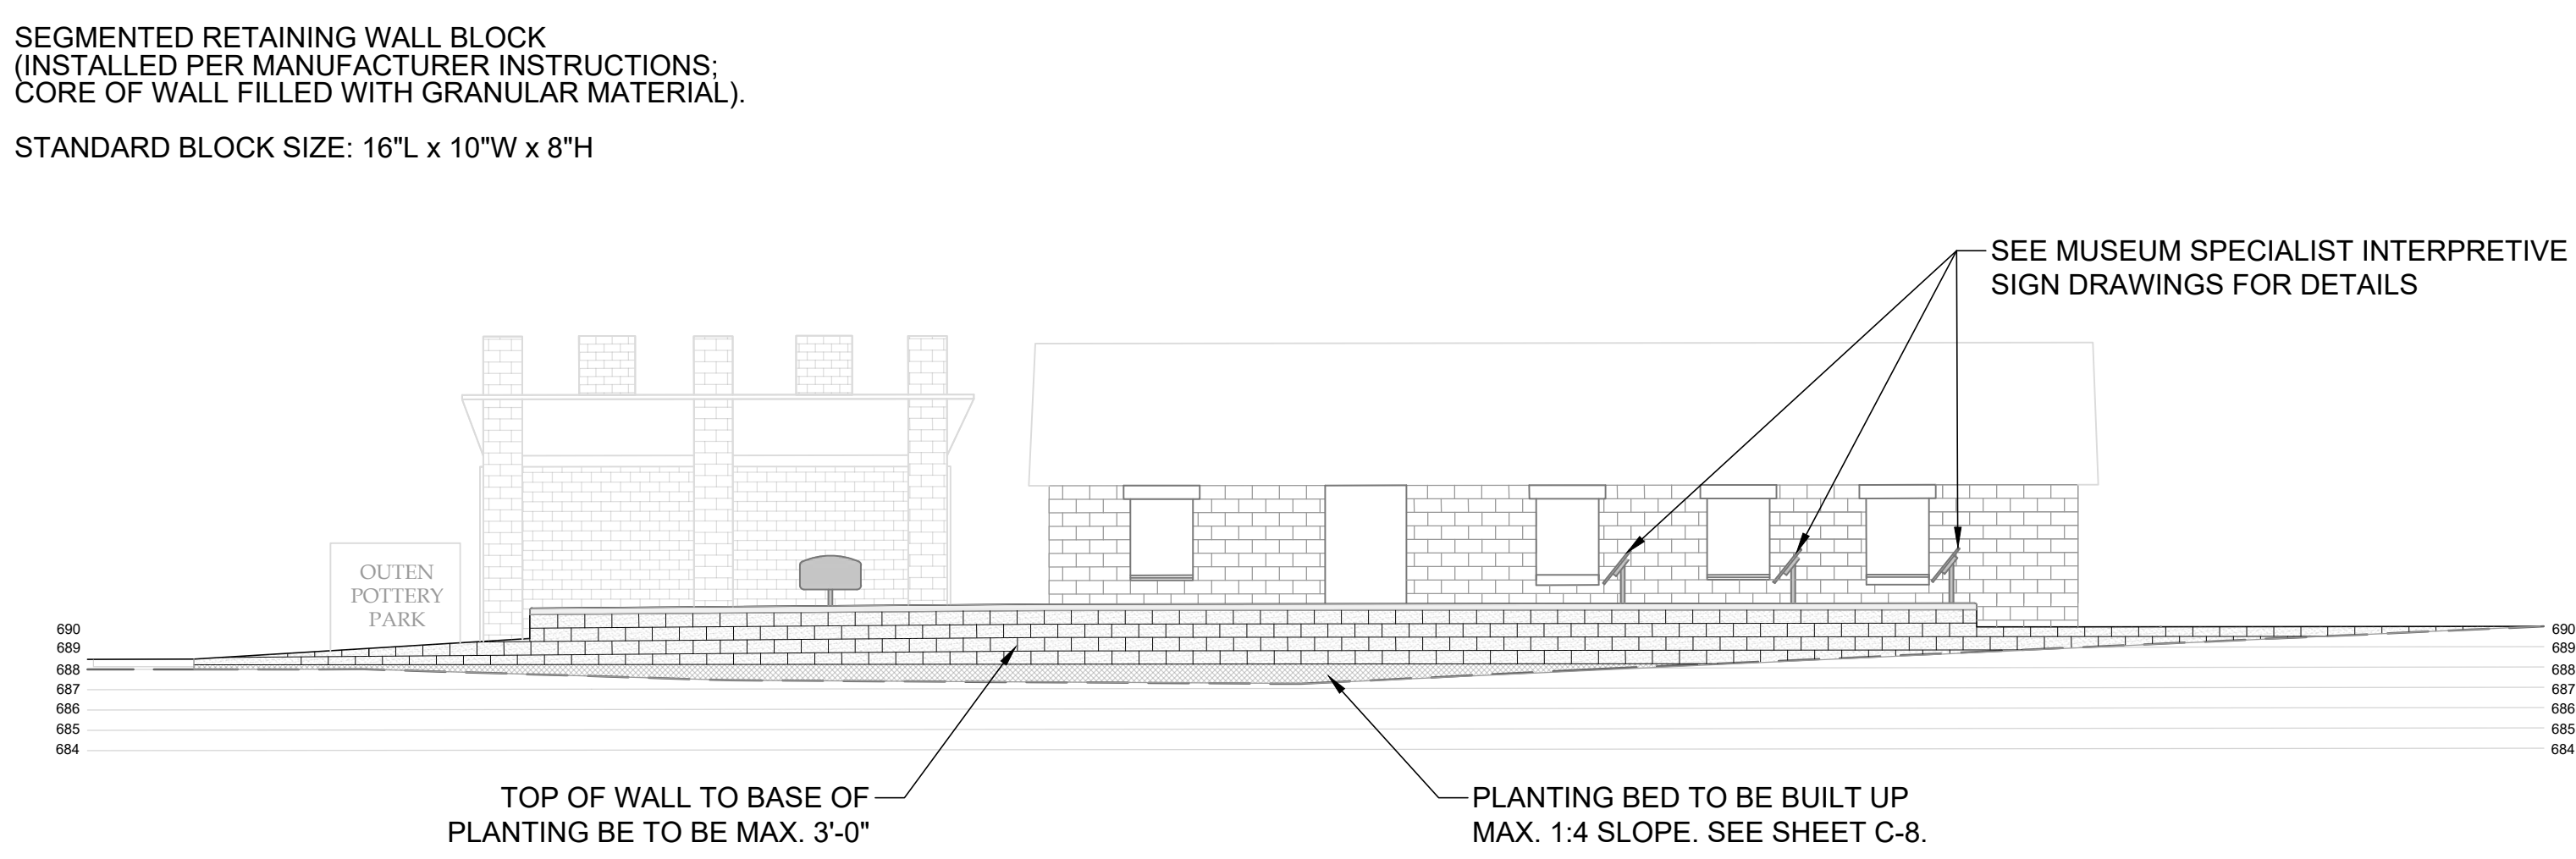 SEGMENTED RETAINING WALL BLOCK
(INSTALLED PER MANUFACTURER INSTRUCTIONS;
CORE OF WALL FILLED WITH GRANULAR MATERIAL).
STANDARD BLOCK SIZE: 16"L x 10"W x 8"H
SEE MUSEUM SPECIALIST INTERPRETIVE
SIGN DRAWINGS FOR DETAILS
OUTEN
POTTERY
PARK
690
689
688
687
686
685
684
690
689
688
687
686
685
684
TOP OF WALL TO BASE OF
PLANTING BE TO BE MAX. 3'-0"
PLANTING BED TO BE BUILT UP
MAX. 1:4 SLOPE. SEE SHEET C-8.